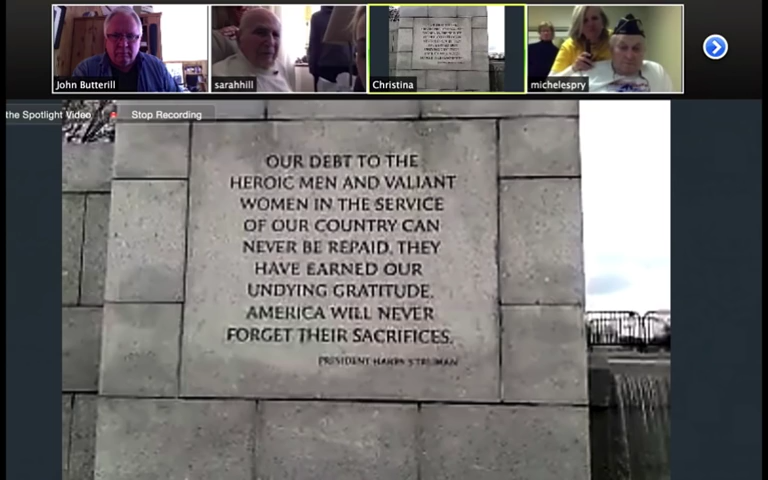 John Butterill
sarahhill
Christina
michelespry
the Spotlight Video
Stop Recording
OUR DEBT TO THE
HEROIC MEN AND VALIANT
WOMEN IN THE SERVICE
OF OUR COUNTRY CAN
NEVER BE REPAID. THEY
HAVE EARNED OUR
UNDYING GRATITUDE.
AMERICA WILL NEVER
FORGET THEIR SACRIFICES.
PRESIDENT HARRY S TRUMAN